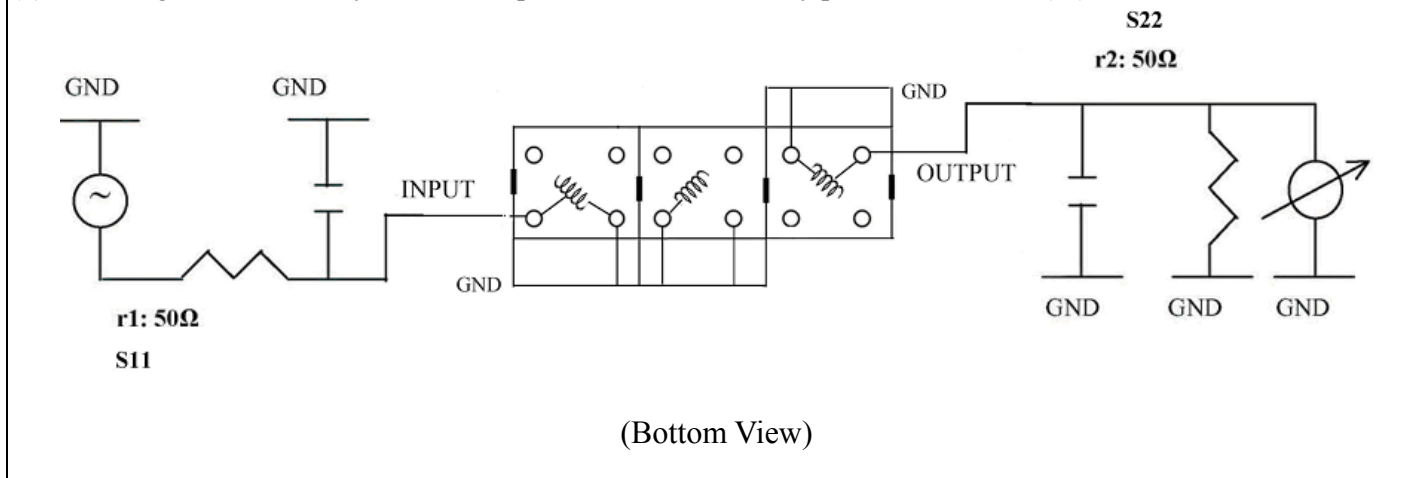 S22
r2: 50Ω
GND
GND
GND
INPUT
OUTPUT
GND
r1: 50Ω
S11
GND
GND
GND
(Bottom View)